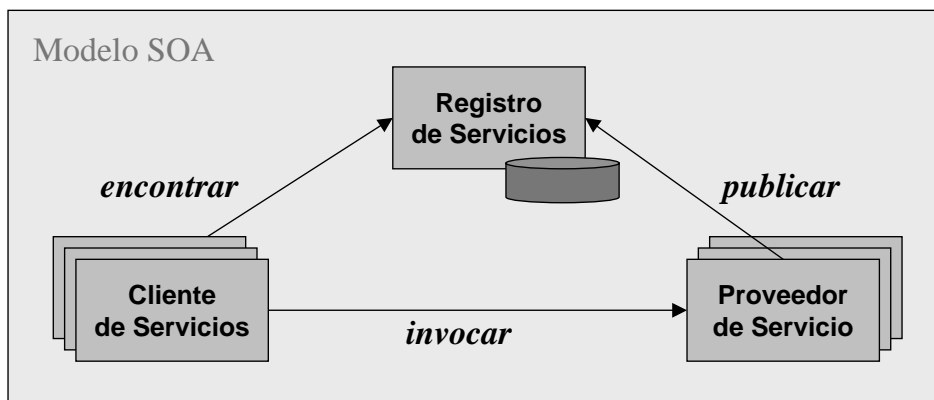 Modelo SOA
Registro
de Servicios
encontrar
publicar
Cliente
de Servicios
invocar
Proveedor
de Servicio